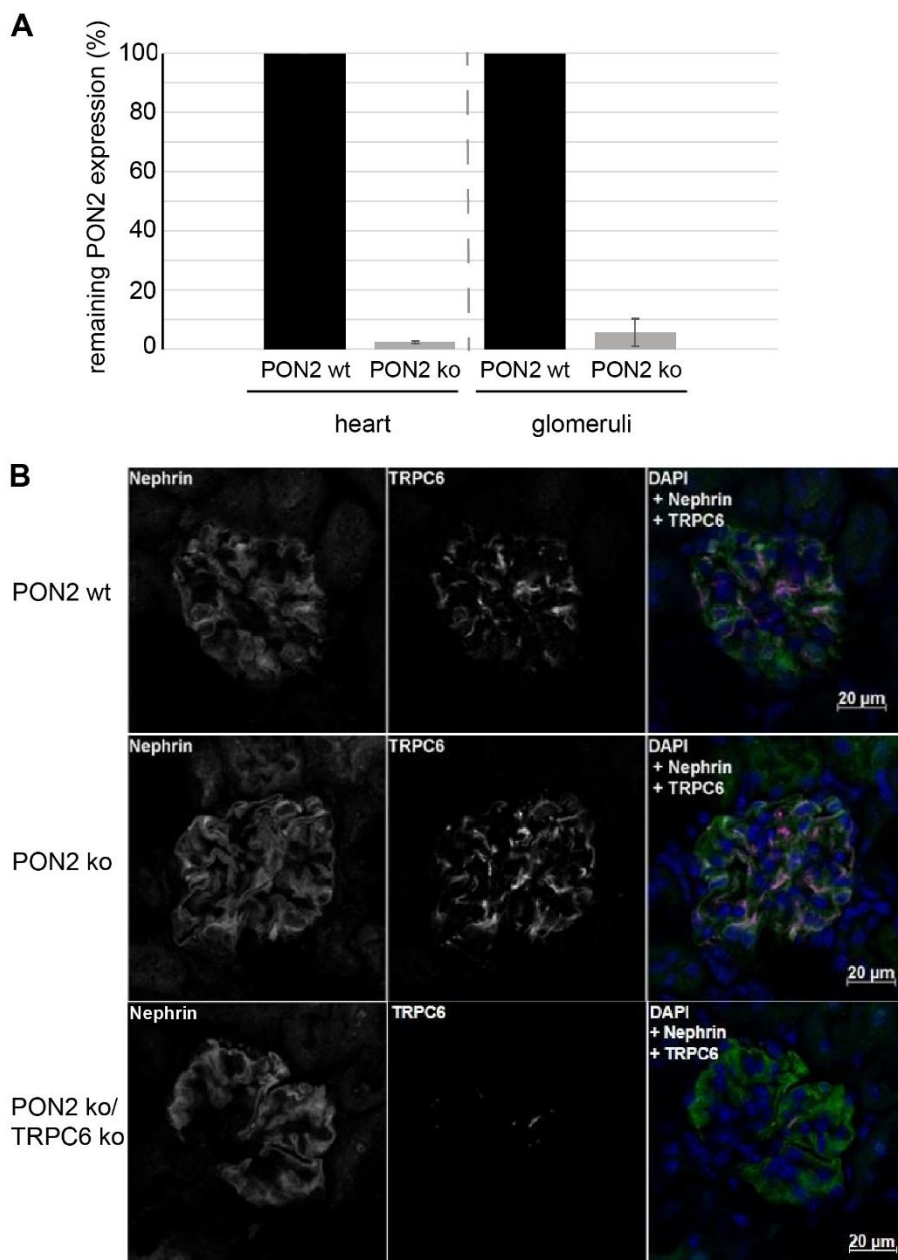 A
remaining PON2 expression (%)
100
80
60
40
20
0
PON2 wt
PON2 ko
PON2 wt
PON2 ko
heart
glomeruli
B
Nephrin
TRPC6
DAPI
+ Nephrin
+ TRPC6
PON2 wt
20 µm
Nephrin
TRPC6
DAPI
+ Nephrin
+ TRPC6
PON2 ko
20 µm
Nephrin
TRPC6
DAPI
+ Nephrin
+ TRPC6
PON2 ko/
TRPC6 ko
20 µm